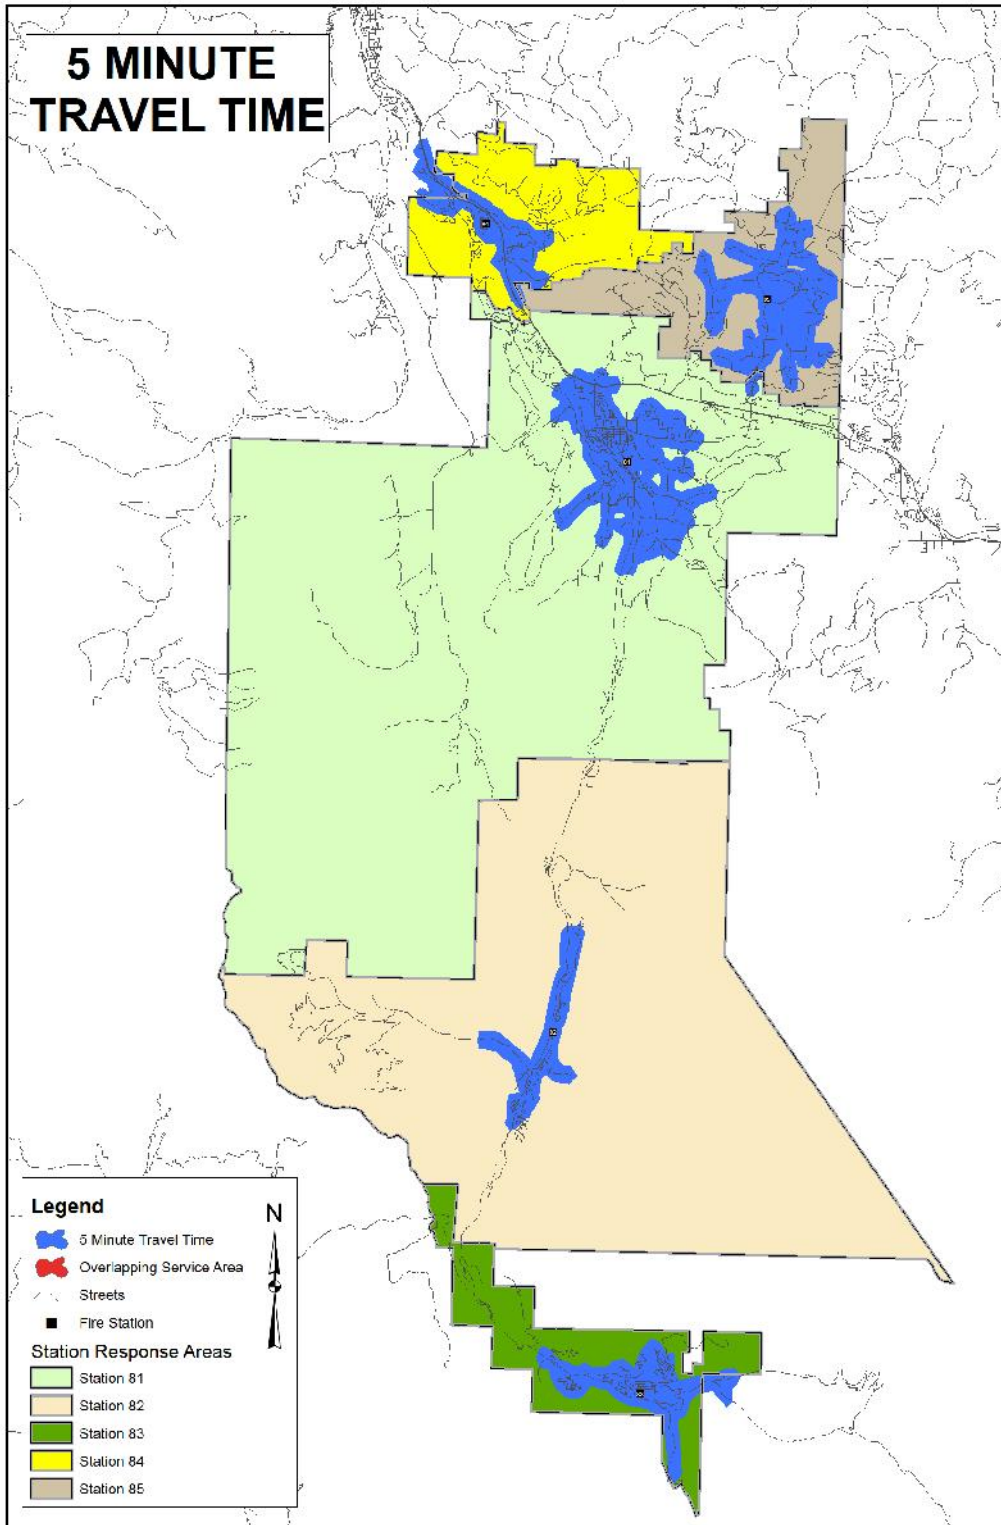 5 MINUTE
TRAVEL TIME
Legend
N
5 Minute Travel Time
Overlapping Service Area
Streets
Fire Station
Station Response Areas
Station 81
Station 82
Station 83
Station 84
Station 85